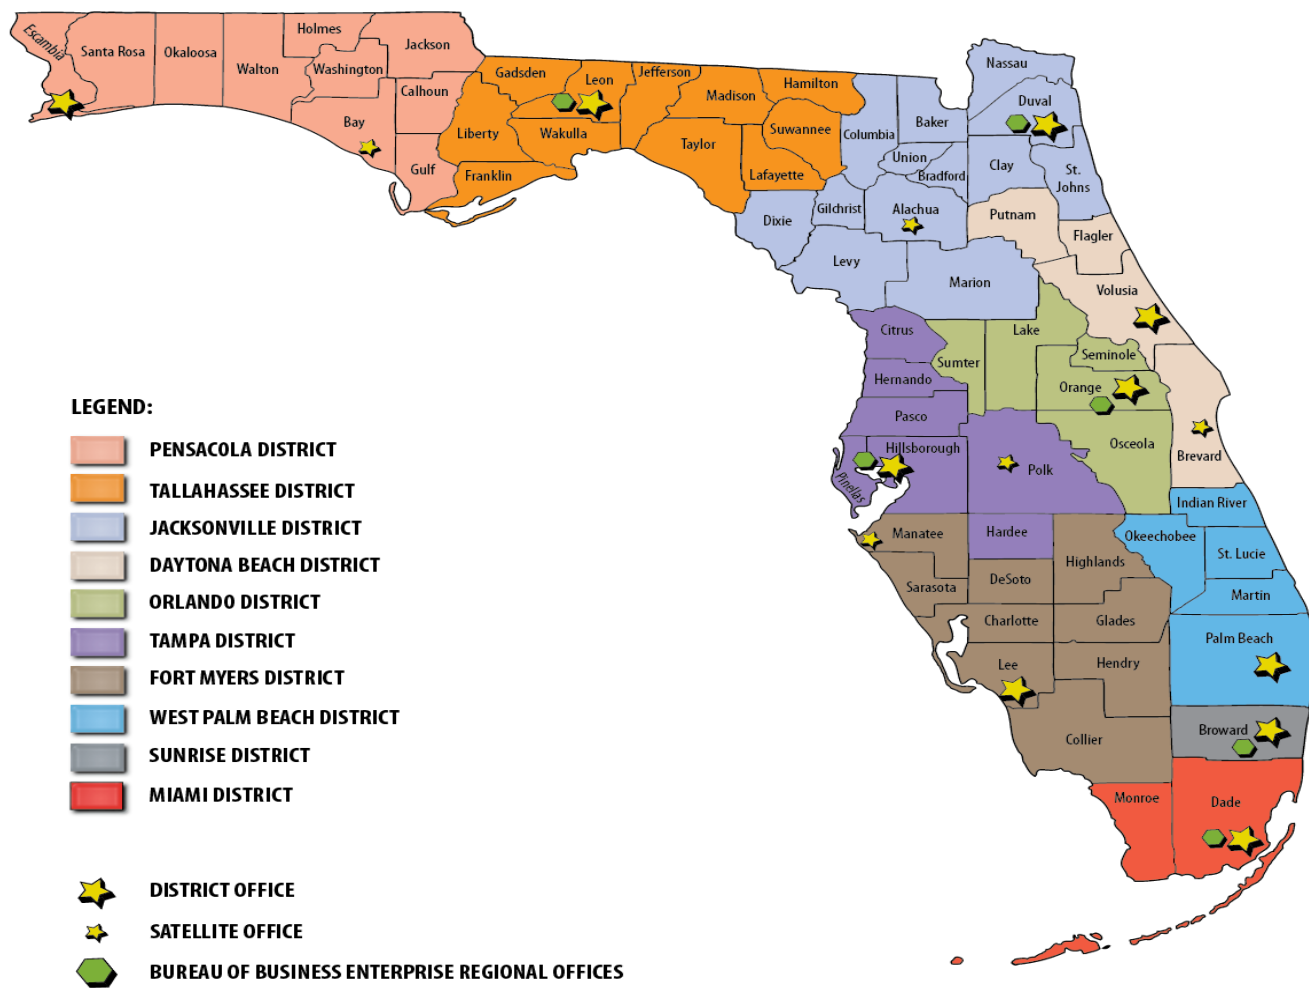 Escambia
Santa Rosa
Okaloosa
Walton
Holmes
Washington
Jackson
Calhoun
Bay
Gulf
Gadsden
Leon
Jefferson
Madison
Hamilton
Liberty
Wakulla
Franklin
Taylor
Suwannee
Lafayette
Nassau
Duval
Columbia
Baker
Union
Bradford
Clay
St.
Johns
Dixie
Gilchrist
Alachua
Putnam
Flagler
Levy
Marion
Volusia
Citrus
Sumter
Lake
Seminole
Hernando
Orange
Pasco
Osceola
Brevard
Hillsborough
Pinellas
Polk
Indian River
Manatee
Hardee
Highlands
Okeechobee
St. Lucie
Sarasota
DeSoto
Martin
Charlotte
Glades
Palm Beach
Lee
Hendry
Collier
Broward
Monroe
Dade
LEGEND:
PENSACOLA DISTRICT
TALLAHASSEE DISTRICT
JACKSONVILLE DISTRICT
DAYTONA BEACH DISTRICT
ORLANDO DISTRICT
TAMPA DISTRICT
FORT MYERS DISTRICT
WEST PALM BEACH DISTRICT
SUNRISE DISTRICT
MIAMI DISTRICT
DISTRICT OFFICE
SATELLITE OFFICE
BUREAU OF BUSINESS ENTERPRISE REGIONAL OFFICES